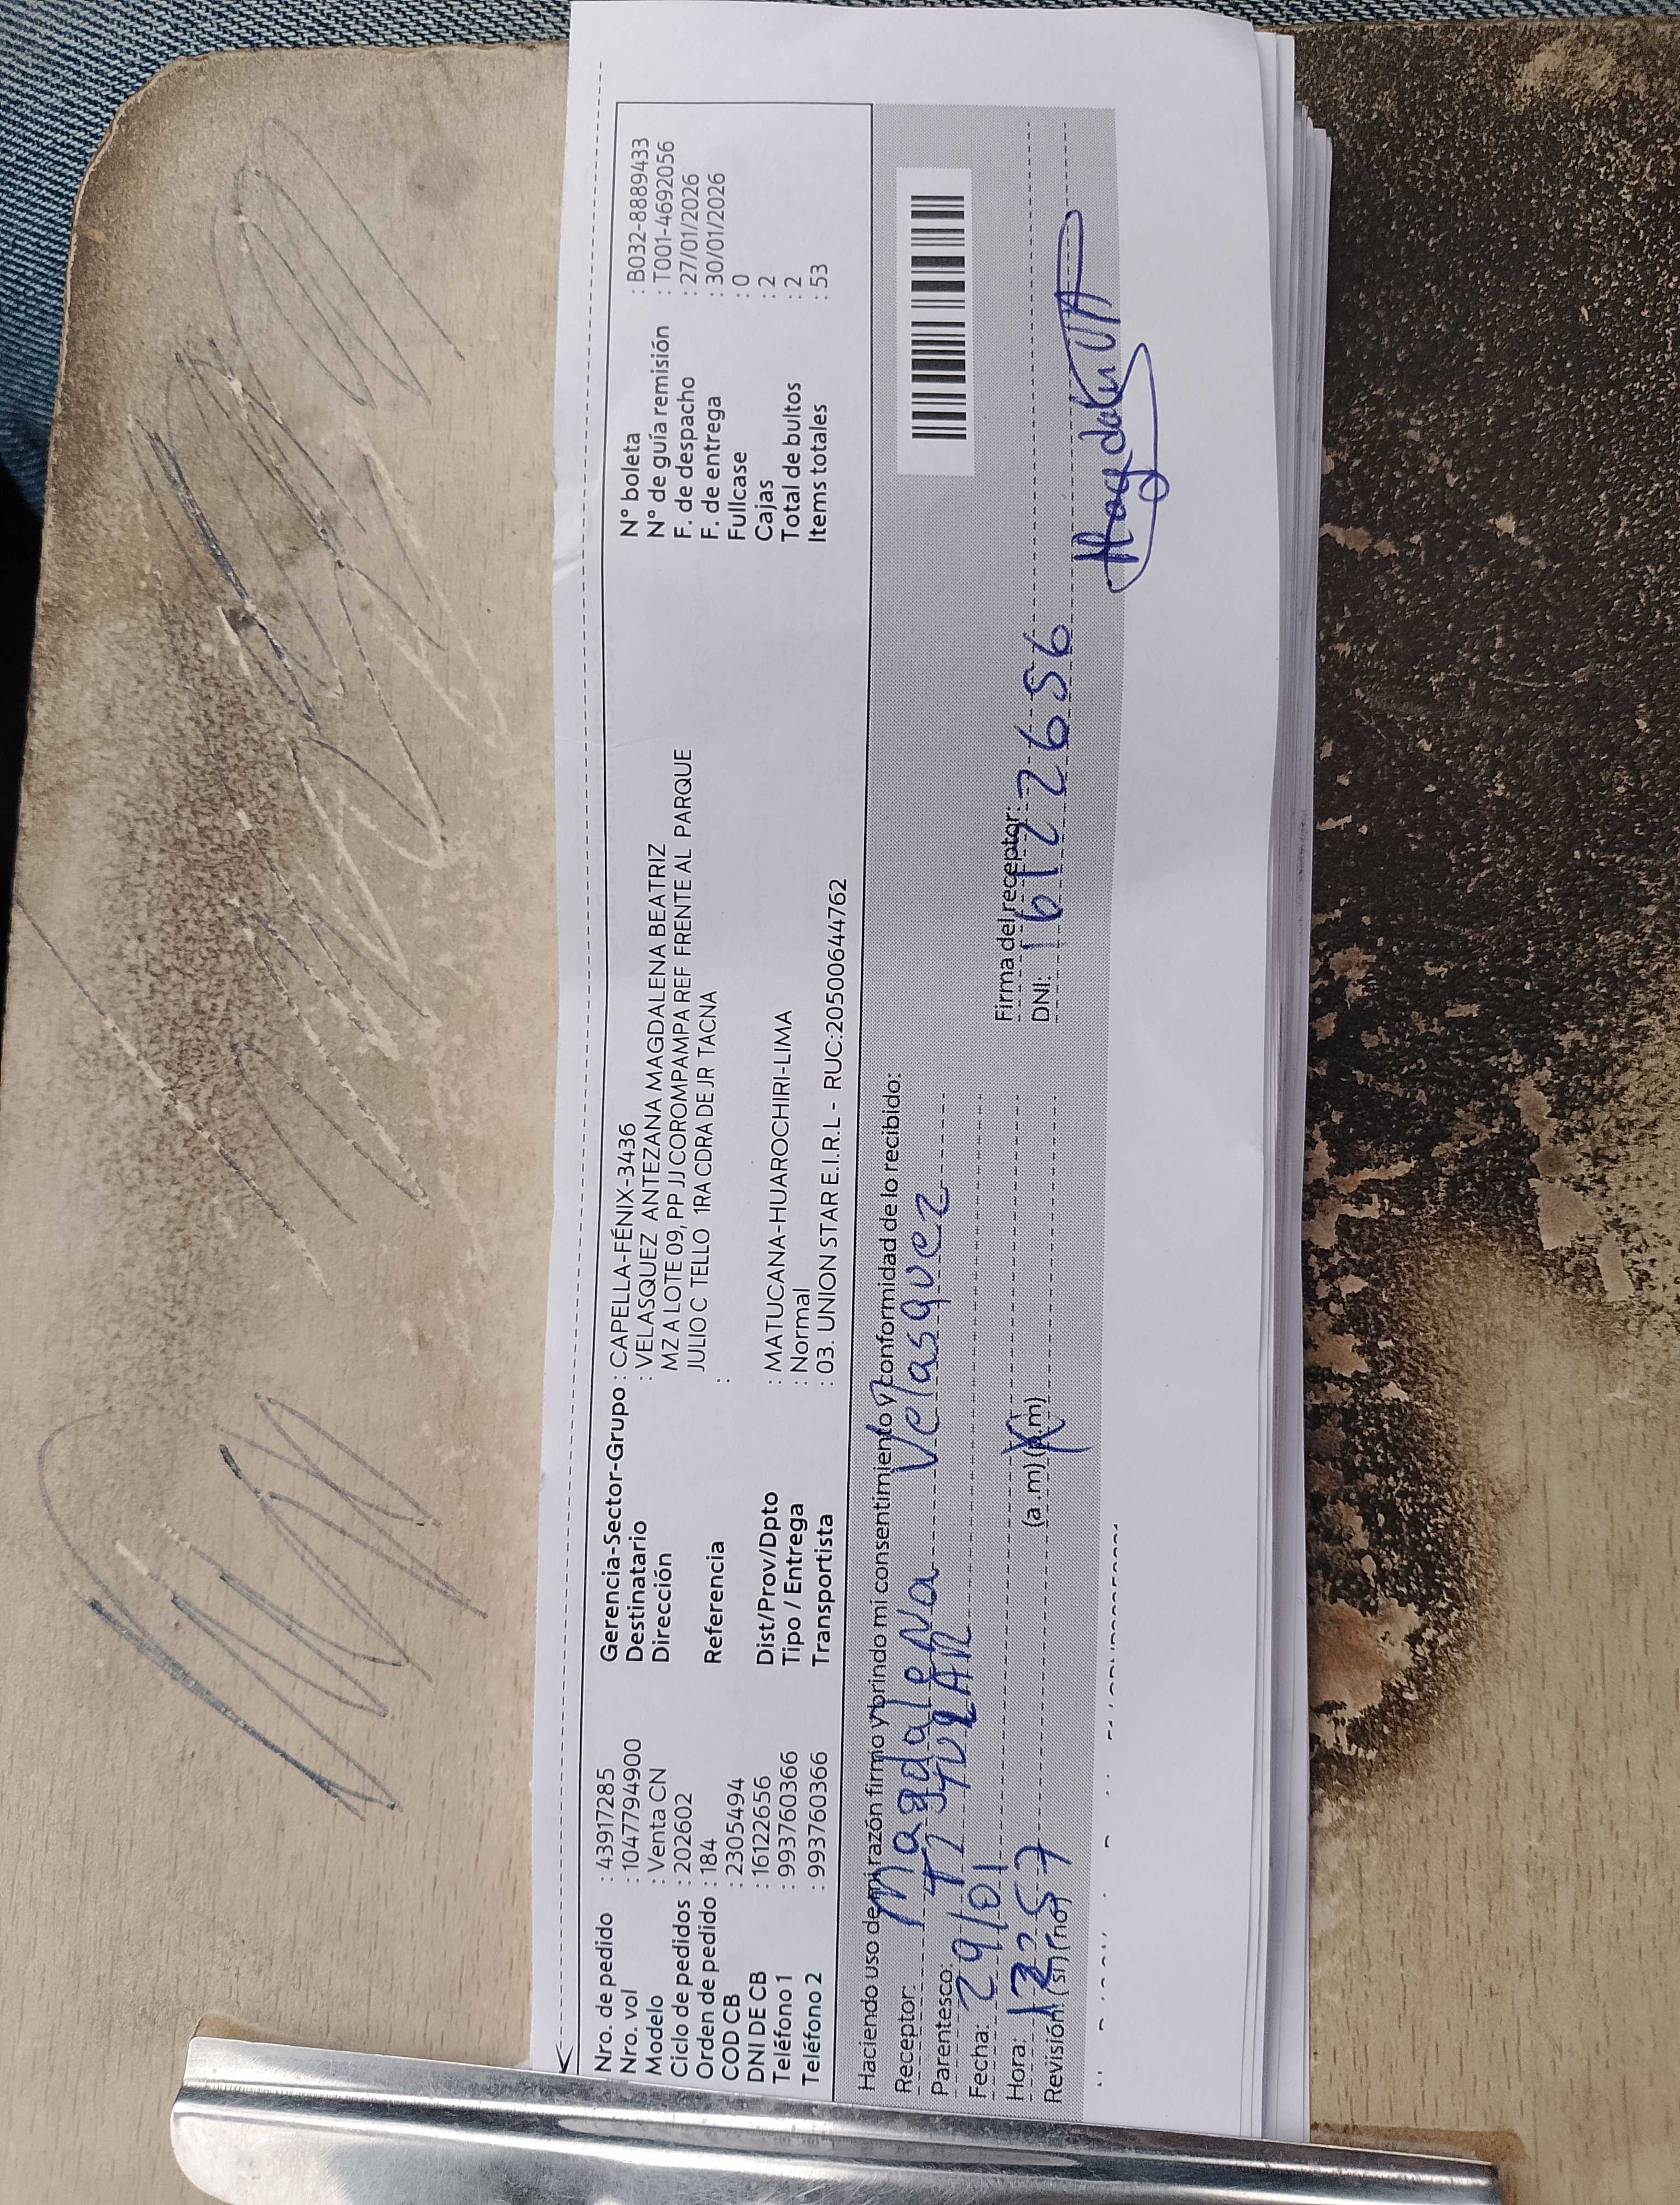 Nro. de pedido : 43917285
Nro. vol : 1047794900
Modelo : Venta CN
Ciclo de pedidos : 202602
Orden de pedido : 184
COD CB : 2305494
DNI DE CB : 16122656
Teléfono 1 : 993760366
Teléfono 2 : 993760366
Gerencia-Sector-Grupo : CAPELLA-FÉNIX-3436
Destinatario : VELASQUEZ ANTEZANA MAGDALENA BEATRIZ
Dirección MZ A LOTE 09, PP JJ COROMPAMPA REF FRENTE AL PARQUE
JULIO C TELLO 1RA CDRA DE JR TACNA
Referencia :
Dist/Prov/Dpto : MATUCANA-HUAROCHIRI-LIMA
Tipo / Entrega : Normal
Transportista : 03. UNION STAR E.I.R.L - RUC:20500644762
N° boleta : B032-8889433
N° de guía remisión : T001-4692056
F. de despacho : 27/01/2026
F. de entrega : 30/01/2026
Fullcase : 0
Cajas : 2
Total de bultos : 2
Items totales : 53
Haciendo uso de mi razón firmo y brindo mi consentimiento y conformidad de lo recibido:
Receptor: Magdalena Velasquez
Parentesco: TITULAR
Fecha: 29/01
Hora: 12:57 (a.m) (p.m)
Revisión: (si) (no)
Firma del receptor:
DNI: 16122656